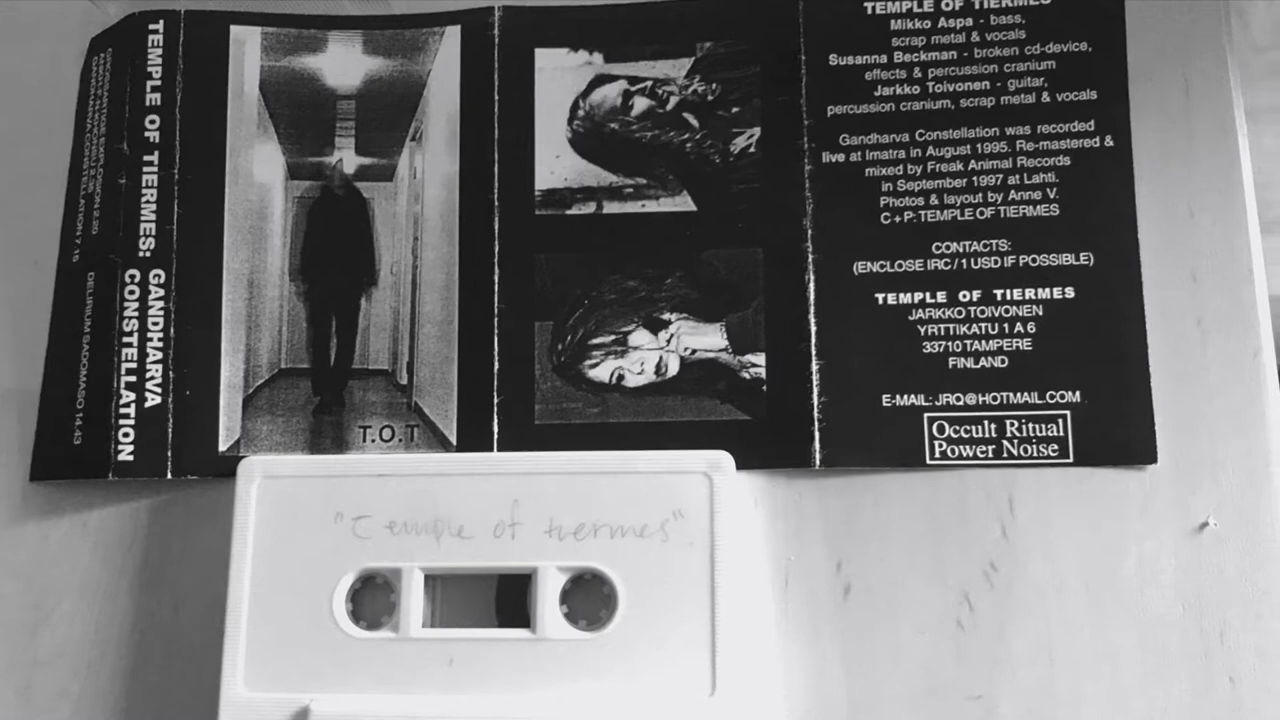 GROSSARTIGE EXPLOSION 2.20
GANDHARVA CONSTELLATION 7.15
DELIRIUM SADOMASO 14.43
TEMPLE OF TIERMES:
GANDHARVA
CONSTELLATION
T.O.T
TEMPLE OF TIERMES
Mikko Aspa - bass,
scrap metal & vocals
Susanna Beckman - broken cd-device,
effects & percussion cranium
Jarkko Toivonen - guitar,
percussion cranium, scrap metal & vocals
Gandharva Constellation was recorded
live at Imatra in August 1995. Re-mastered &
mixed by Freak Animal Records
in September 1997 at Lahti.
Photos & layout by Anne V.
C + P: TEMPLE OF TIERMES
CONTACTS:
(ENCLOSE IRC / 1 USD IF POSSIBLE)
TEMPLE OF TIERMES
JARKKO TOIVONEN
YRTTIKATU 1 A 6
33710 TAMPERE
FINLAND
E-MAIL: JRQ@HOTMAIL.COM
Occult Ritual
Power Noise
"Temple of tiermes"